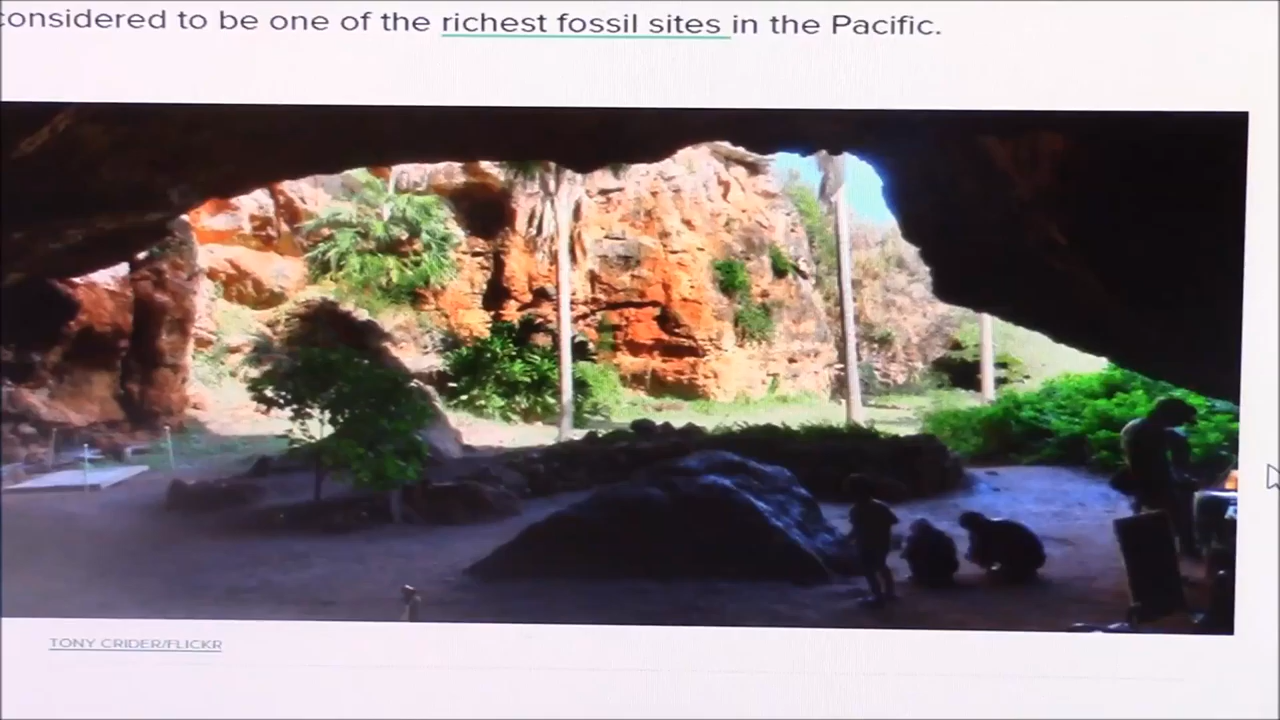 considered to be one of the richest fossil sites in the Pacific.
TONY CRIDER/FLICKR